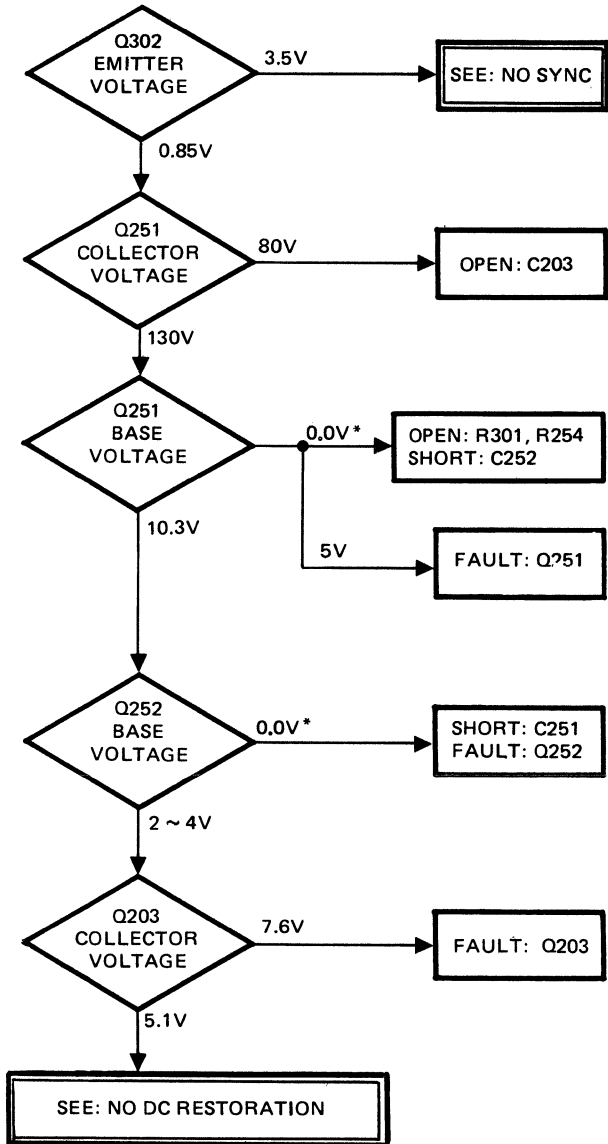 Q302
EMITTER
VOLTAGE
3.5V
SEE: NO SYNC
0.85V
Q251
COLLECTOR
VOLTAGE
80V
OPEN: C203
130V
Q251
BASE
VOLTAGE
0.0V*
OPEN: R301, R254
SHORT: C252
10.3V
5V
FAULT: Q251
Q252
BASE
VOLTAGE
0.0V*
SHORT: C251
FAULT: Q252
2 ~ 4V
Q203
COLLECTOR
VOLTAGE
7.6V
FAULT: Q203
5.1V
SEE: NO DC RESTORATION